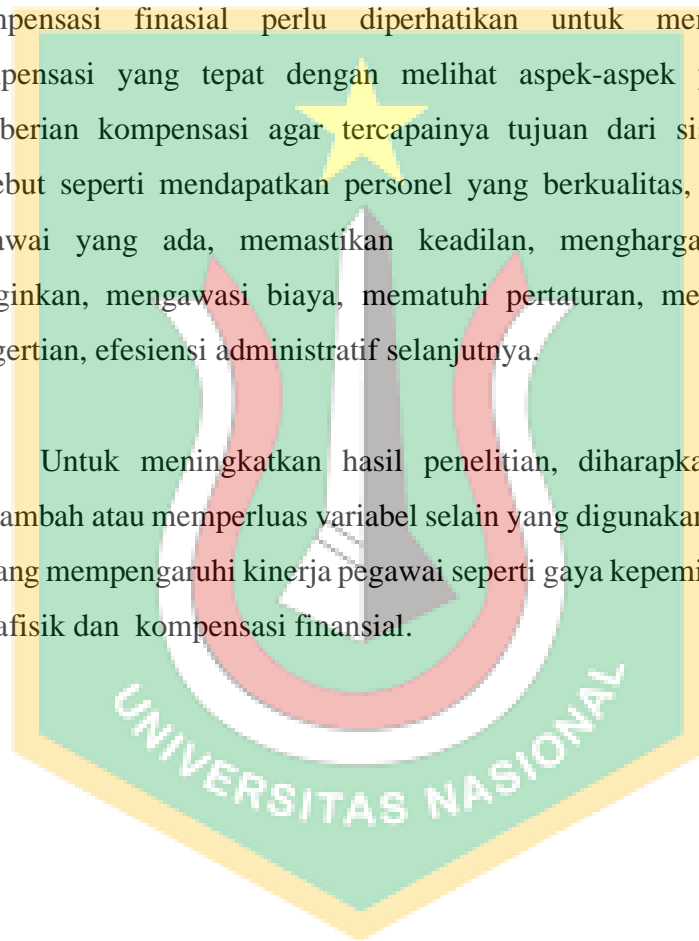 mpensasi finasial perlu diperhatikan untuk men
pensasi yang tepat dengan melihat aspek-aspek
berian kompensasi agar tercapainya tujuan dari sis
ebut seperti mendapatkan personel yang berkualitas,
awai yang ada, memastikan keadilan, mengharga
ginkan, mengawasi biaya, mematuhi pertaturan, me
gertian, efesiensi administratif selanjutnya.
Untuk meningkatkan hasil penelitian, diharapka
ambah atau memperluas variabel selain yang digunakan
ang mempengaruhi kinerja pegawai seperti gaya kepemi
afisik dan kompensasi finansial.
UNIVERSITAS NASIONAL